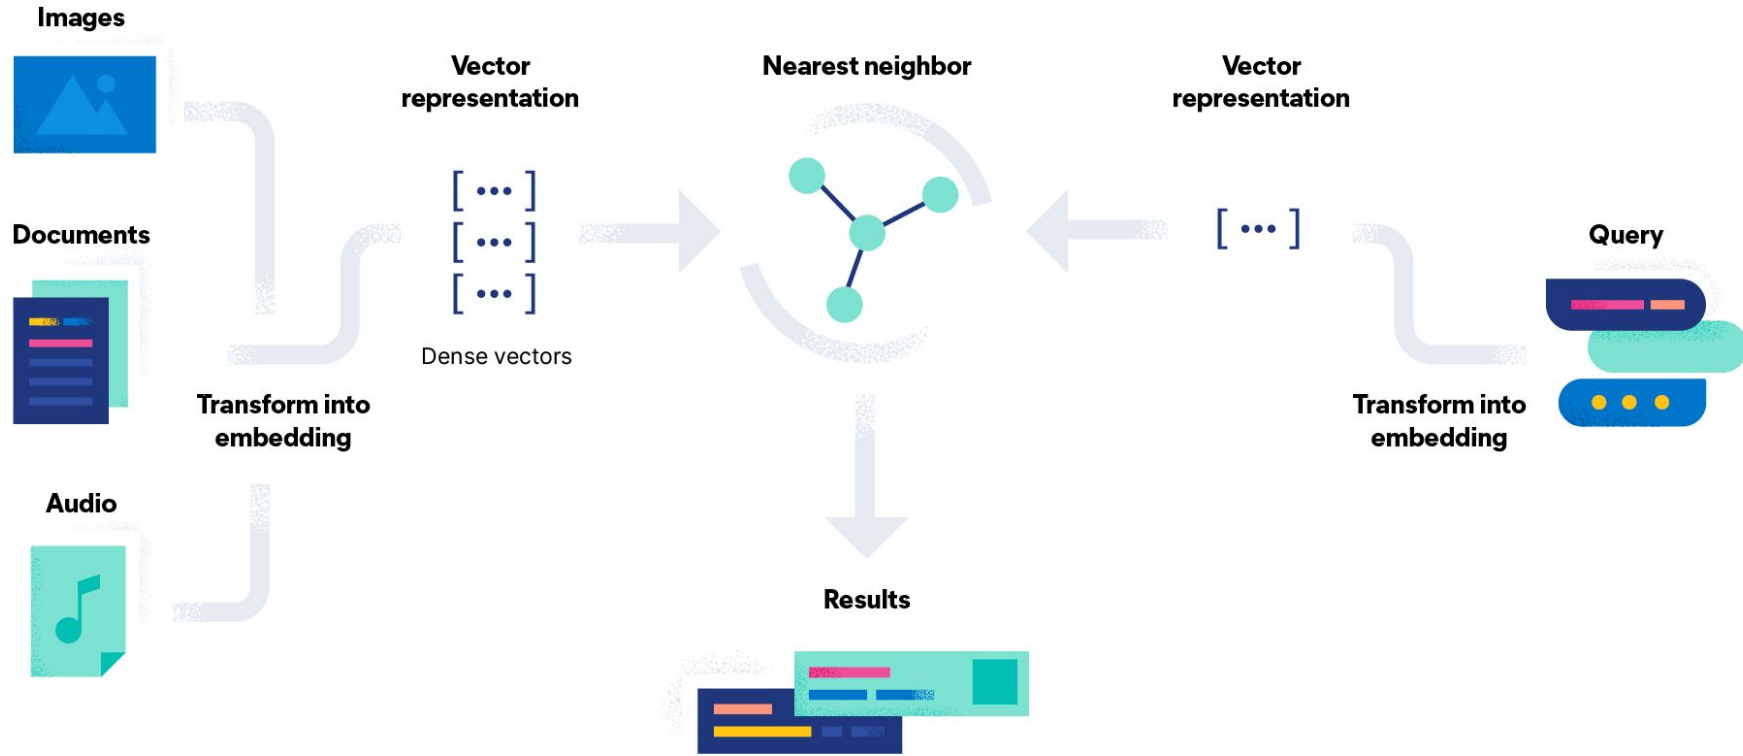 Images
Vector
representation
Nearest neighbor
Vector
representation
[ ••• ]
[ ••• ]
[ ••• ]
[ ••• ]
Documents
Query
Dense vectors
Transform into
embedding
Transform into
embedding
Audio
Results